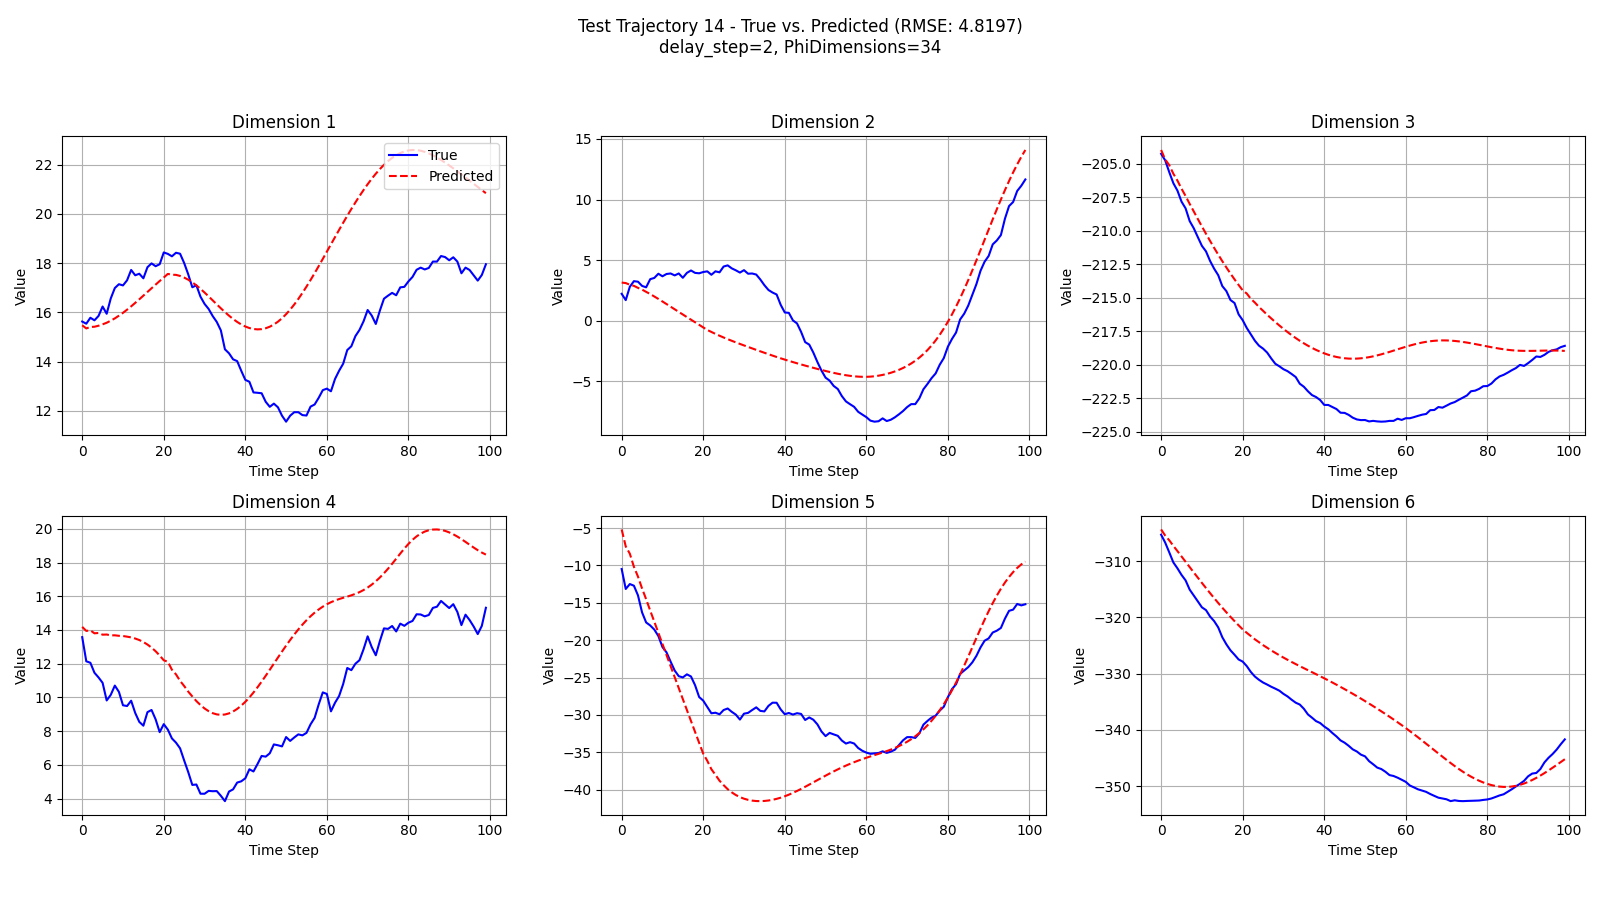 Test Trajectory 14 - True vs. Predicted (RMSE: 4.8197)
delay_step=2, PhiDimensions=34
Dimension 1
22
20
18
16
14
12
Value
0 20 40 60 80 100
Time Step
True
Predicted
Dimension 2
15
10
5
0
−5
Value
0 20 40 60 80 100
Time Step
Dimension 3
−205.0
−207.5
−210.0
−212.5
−215.0
−217.5
−220.0
−222.5
−225.0
Value
0 20 40 60 80 100
Time Step
Dimension 4
20
18
16
14
12
10
8
6
4
Value
0 20 40 60 80 100
Time Step
Dimension 5
−5
−10
−15
−20
−25
−30
−35
−40
Value
0 20 40 60 80 100
Time Step
Dimension 6
−310
−320
−330
−340
−350
Value
0 20 40 60 80 100
Time Step